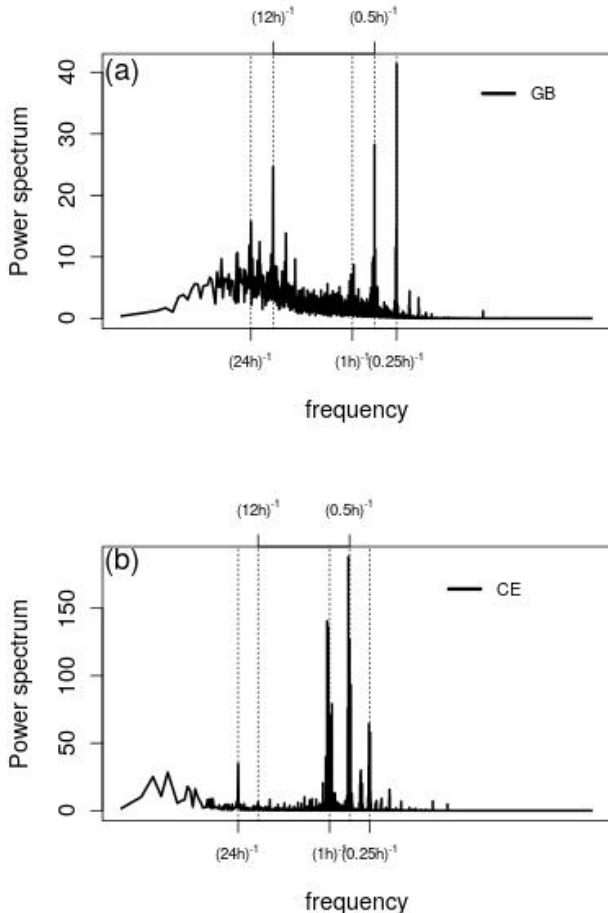 (12h)⁻¹ (0.5h)⁻¹
(a)
GB
Power spectrum
0 10 20 30 40
(24h)⁻¹ (1h)⁻¹ (0.25h)⁻¹
frequency
(12h)⁻¹ (0.5h)⁻¹
(b)
CE
Power spectrum
0 50 100 150
(24h)⁻¹ (1h)⁻¹ (0.25h)⁻¹
frequency